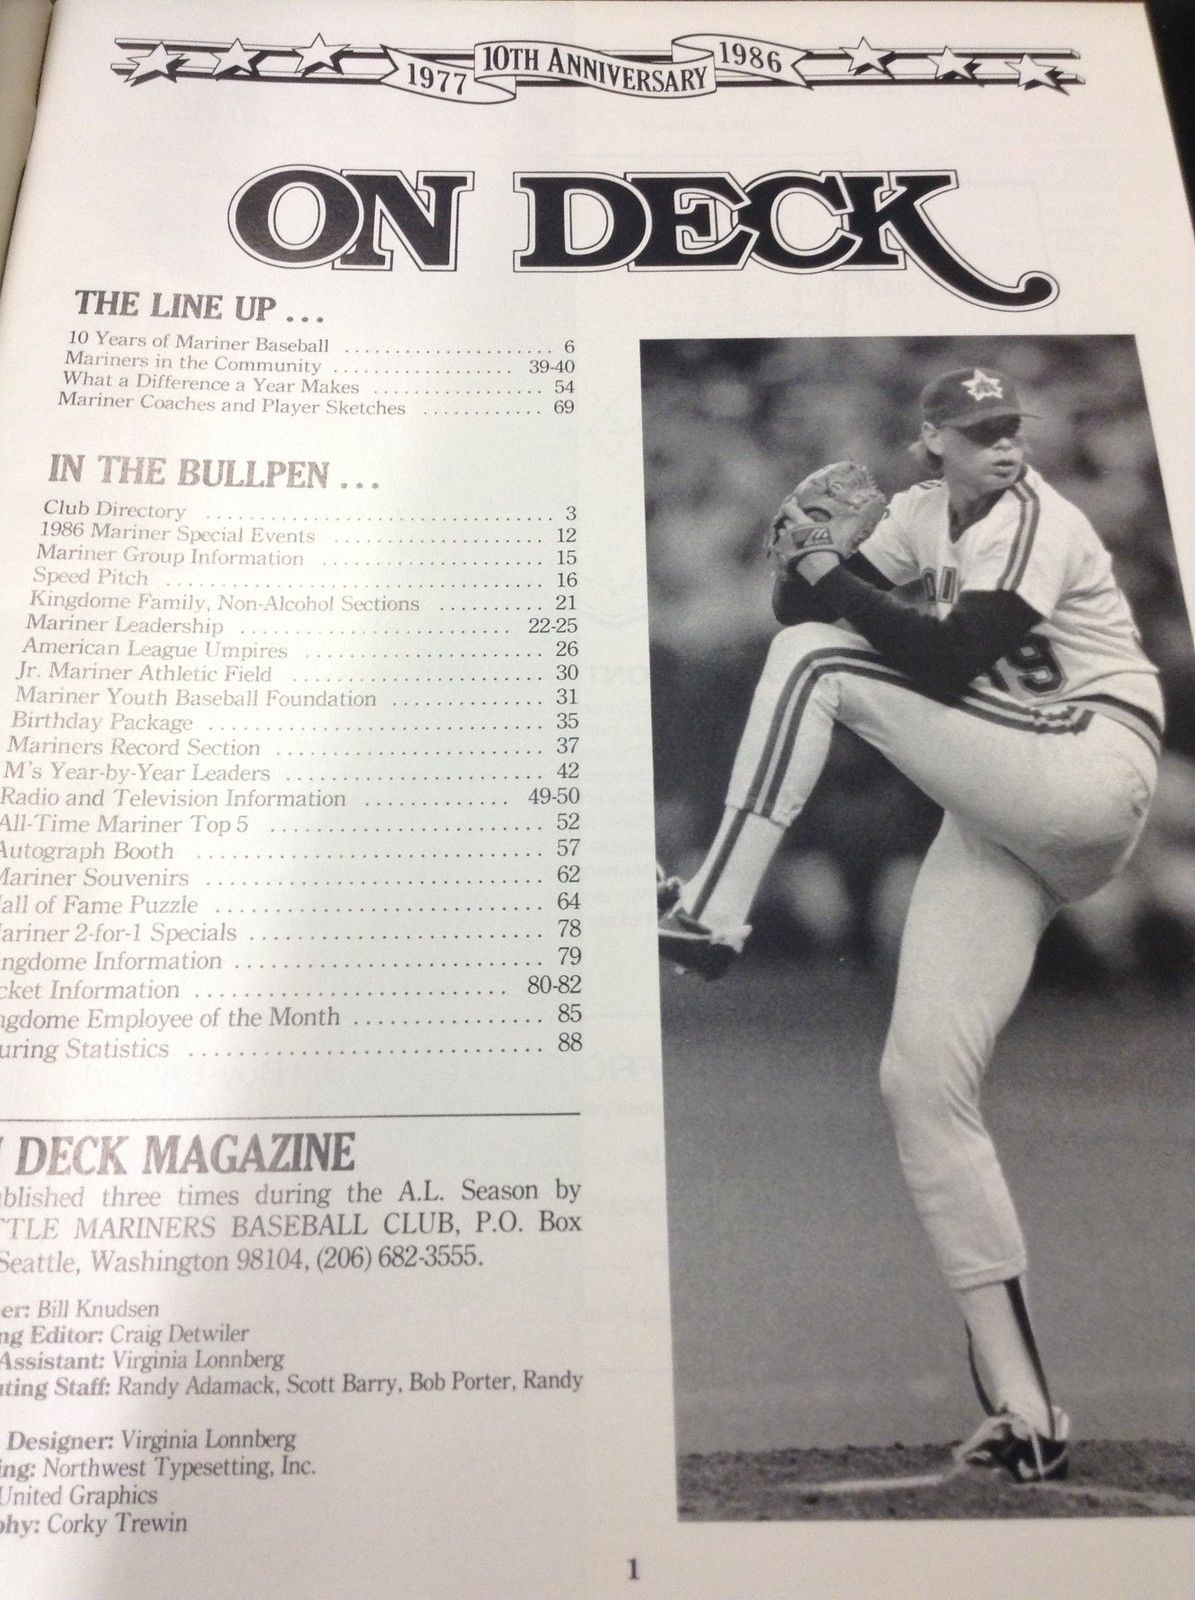 1977 10TH ANNIVERSARY 1986
ON DECK
THE LINE UP ...
10 Years of Mariner Baseball ..................... 6
Mariners in the Community .................. 39-40
What a Difference a Year Makes .................. 54
Mariner Coaches and Player Sketches ............ 69
IN THE BULLPEN ...
Club Directory ................................... 3
1986 Mariner Special Events ........................ 12
Mariner Group Information ...................... 15
Speed Pitch ...................................... 16
Kingdome Family, Non-Alcohol Sections .......... 21
Mariner Leadership ............................ 22-25
American League Umpires ........................ 26
Jr. Mariner Athletic Field ......................... 30
Mariner Youth Baseball Foundation ............. 31
Birthday Package ................................. 35
Mariners Record Section ......................... 37
M's Year-by-Year Leaders ........................ 42
Radio and Television Information ............. 49-50
All-Time Mariner Top 5 ......................... 52
Autograph Booth ................................ 57
Mariner Souvenirs ............................... 62
all of Fame Puzzle .............................. 64
ariner 2-for-1 Specials ........................... 78
ngdome Information ............................ 79
cket Information ............................. 80-82
ngdome Employee of the Month ................. 85
uring Statistics ................................ 88
DECK MAGAZINE
blished three times during the A.L. Season by
TTLE MARINERS BASEBALL CLUB, P.O. Box
Seattle, Washington 98104, (206) 682-3555.
er: Bill Knudsen
ng Editor: Craig Detwiler
Assistant: Virginia Lonnberg
ting Staff: Randy Adamack, Scott Barry, Bob Porter, Randy
Designer: Virginia Lonnberg
ing: Northwest Typesetting, Inc.
United Graphics
phy: Corky Trewin
19
1